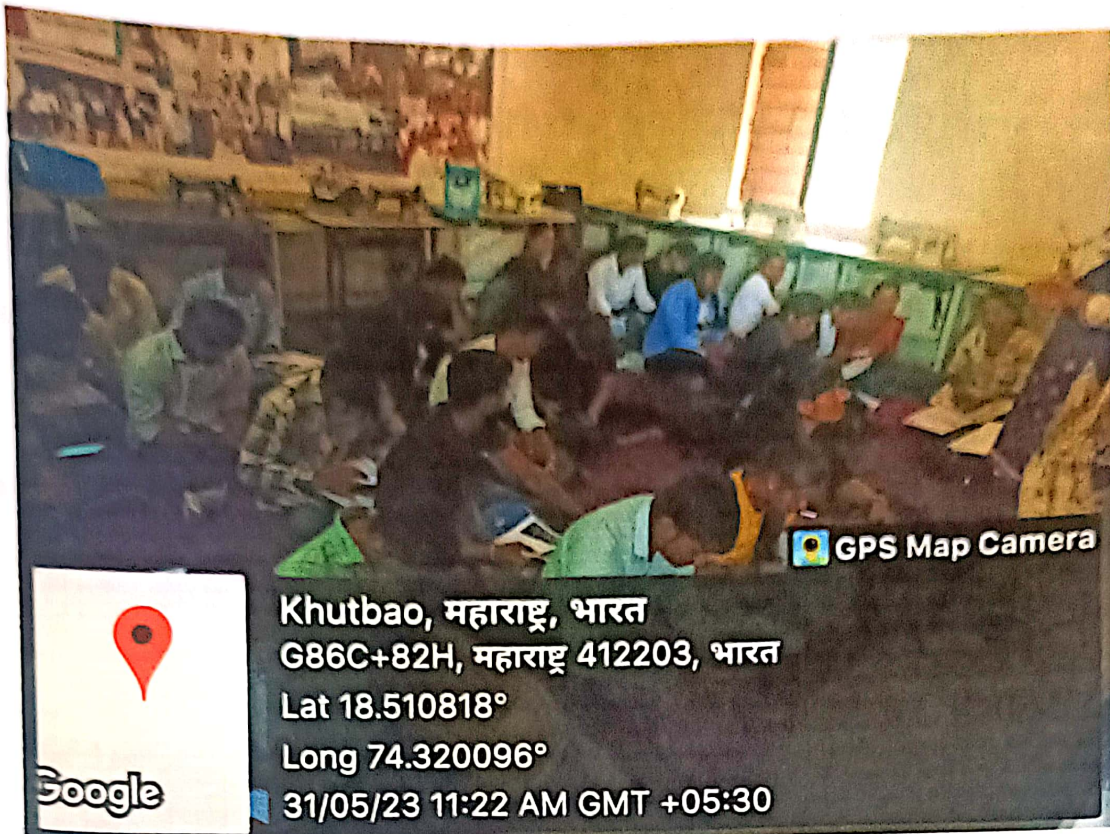 GPS Map Camera
Khutbao, महाराष्ट्र, भारत
G86C+82H, महाराष्ट्र 412203, भारत
Lat 18.510818°
Long 74.320096°
31/05/23 11:22 AM GMT +05:30
Google